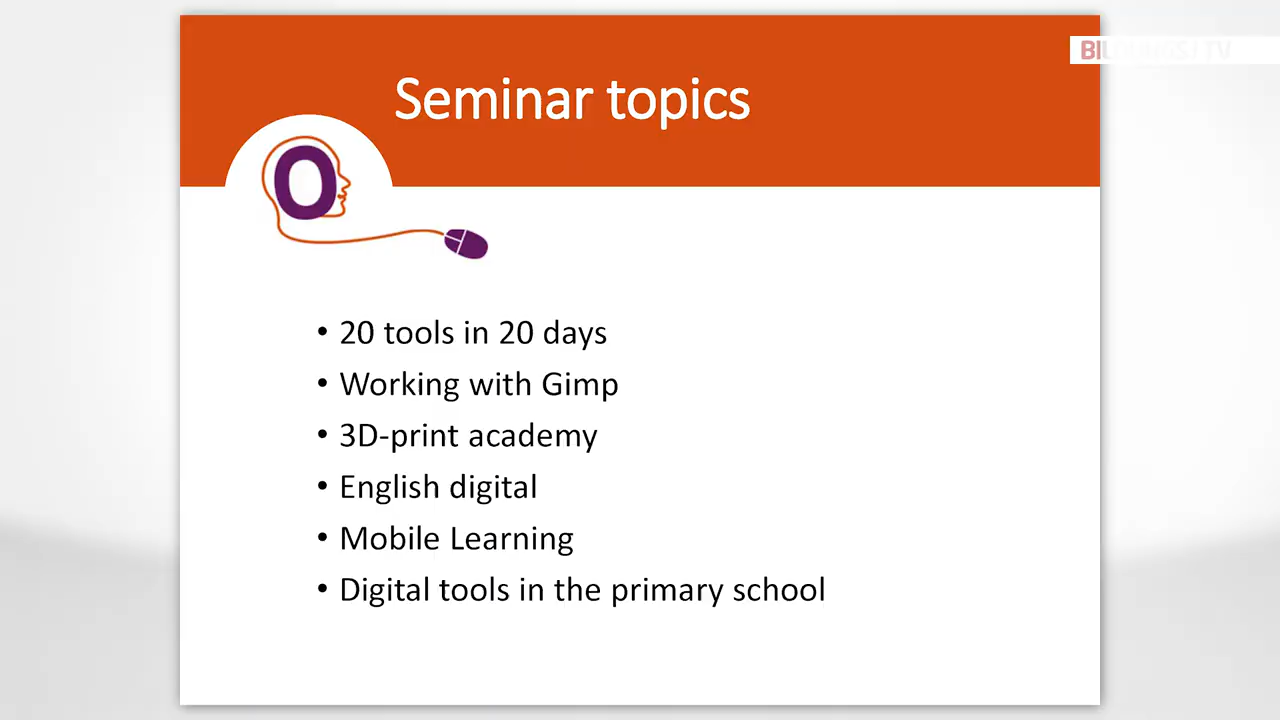 Seminar topics
O
• 20 tools in 20 days
• Working with Gimp
• 3D-print academy
• English digital
• Mobile Learning
• Digital tools in the primary school